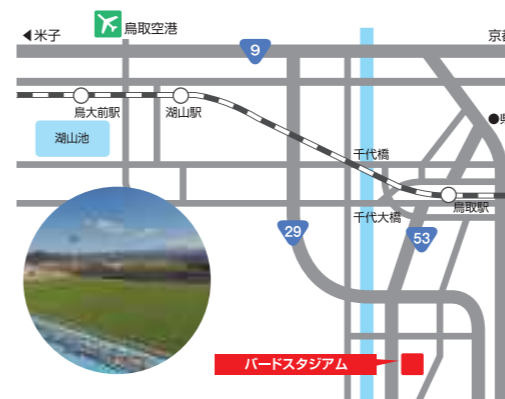 ◀米子
鳥取空港
9
京都
鳥大前駅
湖山駅
湖山池
千代橋
鳥取駅
千代大橋
29
53
バードスタジアム